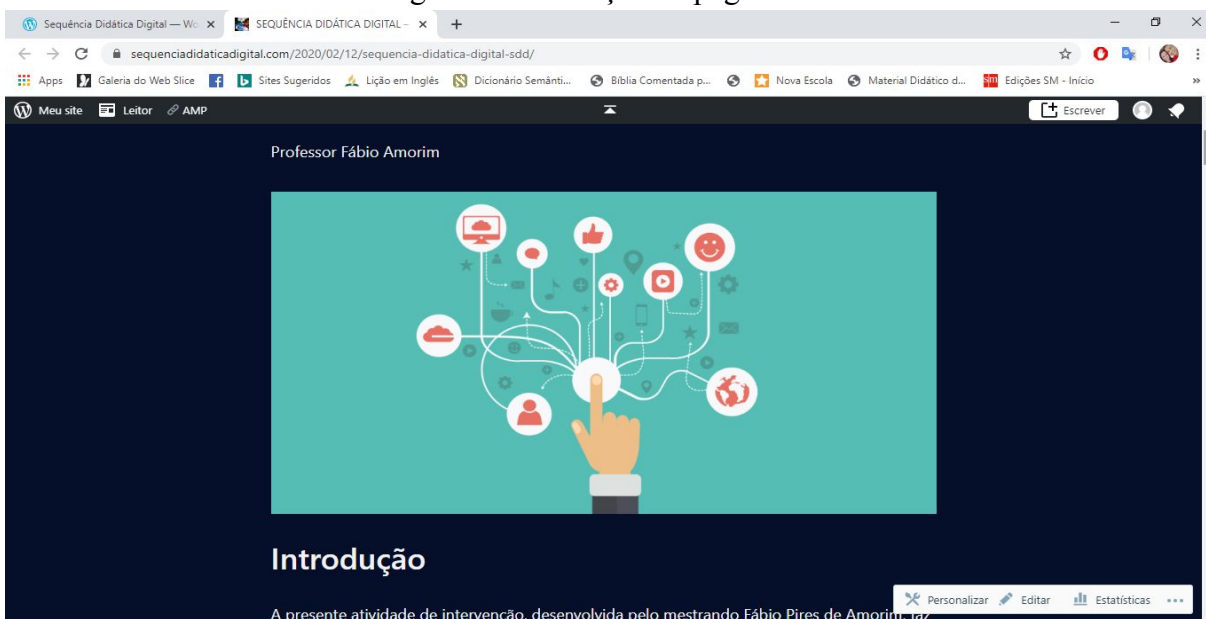 Sequência Didática Digital — Wo
SEQUÊNCIA DIDÁTICA DIGITAL –
sequenciadidaticadigital.com/2020/02/12/sequencia-didatica-digital-sdd/
Apps Galeria do Web Slice Sites Sugeridos Lição em Inglês Dicionário Semânti... Bíblia Comentada p... Nova Escola Material Didático d... sm Edições SM - Início »
Meu site Leitor AMP Escrever
Professor Fábio Amorim
Introdução
A presente atividade de intervenção, desenvolvida pelo mestrando Fábio Pires de Amorim, faz
Personalizar Editar Estatísticas ...